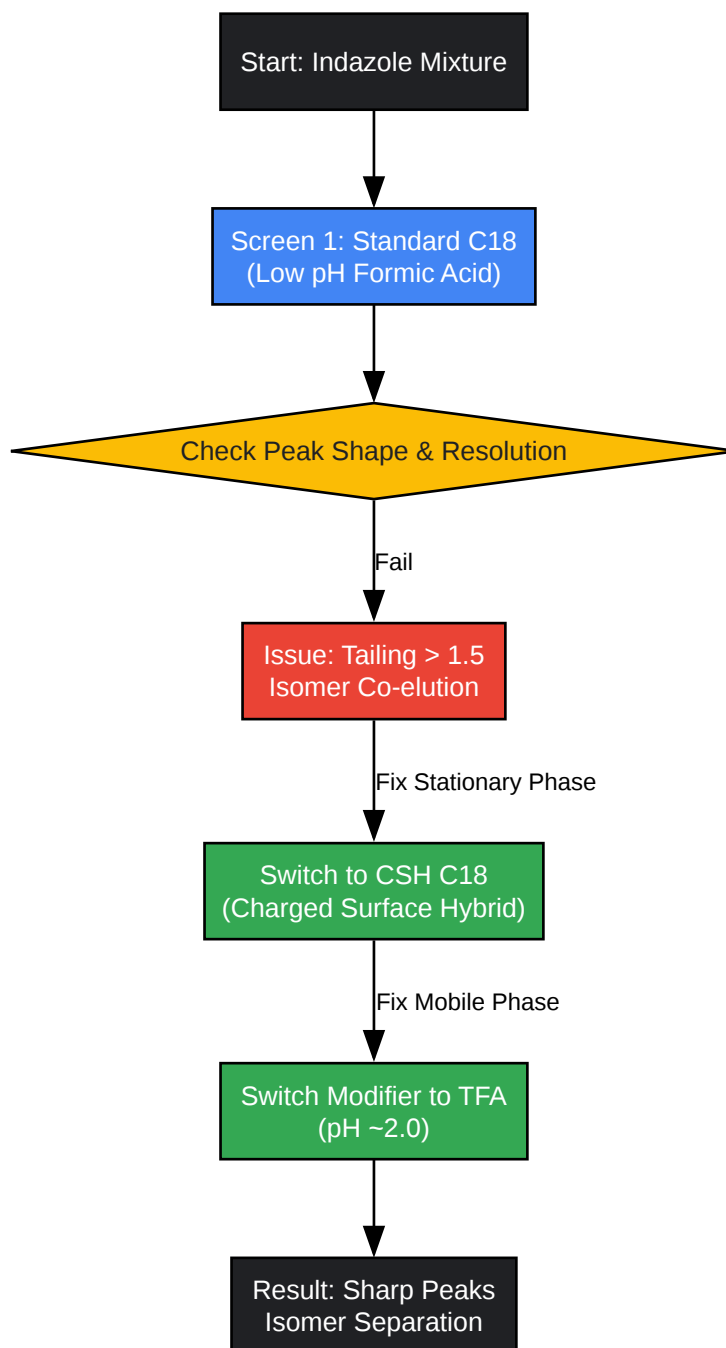 Start: Indazole Mixture
Screen 1: Standard C18
(Low pH Formic Acid)
Check Peak Shape & Resolution
Fail
Issue: Tailing > 1.5
Isomer Co-elution
Fix Stationary Phase
Switch to CSH C18
(Charged Surface Hybrid)
Fix Mobile Phase
Switch Modifier to TFA
(pH ~2.0)
Result: Sharp Peaks
Isomer Separation